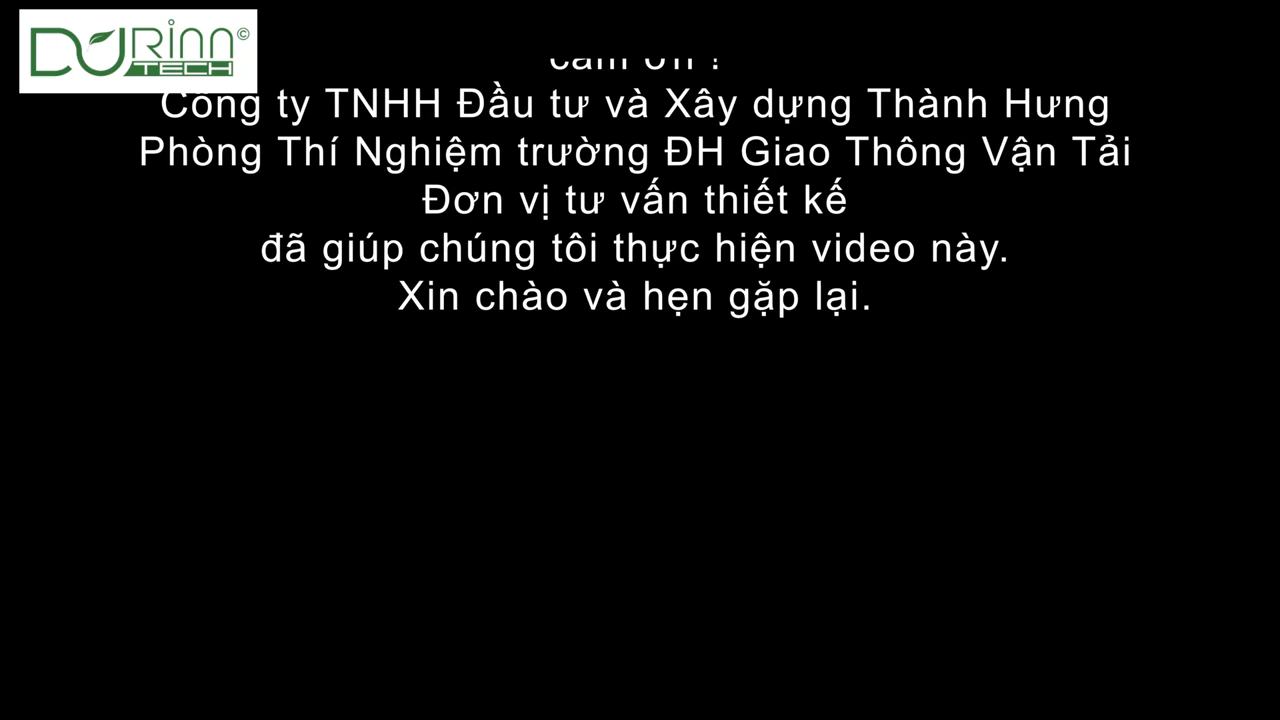 DURINN©
TECH
cảm ơn !
Công ty TNHH Đầu tư và Xây dựng Thành Hưng
Phòng Thí Nghiệm trường ĐH Giao Thông Vận Tải
Đơn vị tư vấn thiết kế
đã giúp chúng tôi thực hiện video này.
Xin chào và hẹn gặp lại.